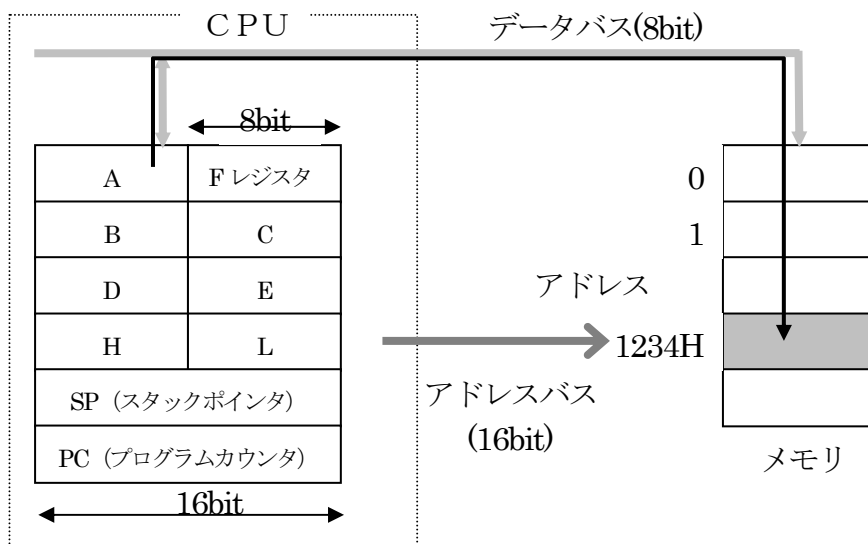 ＣＰＵ
データバス(8bit)
8bit
A
F レジスタ
0
B
C
1
D
E
アドレス
H
L
1234H
SP（スタックポインタ）
アドレスバス
(16bit)
PC（プログラムカウンタ）
メモリ
16bit